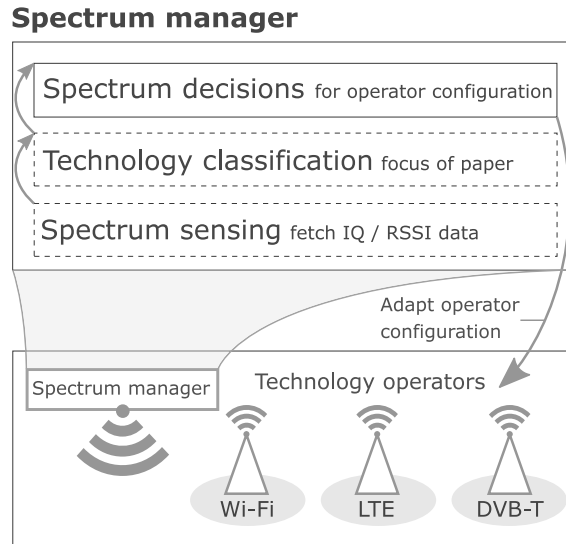 Spectrum manager
Spectrum decisions for operator configuration
Technology classification focus of paper
Spectrum sensing fetch IQ / RSSI data
Adapt operator
configuration
Spectrum manager
Technology operators
Wi-Fi
LTE
DVB-T